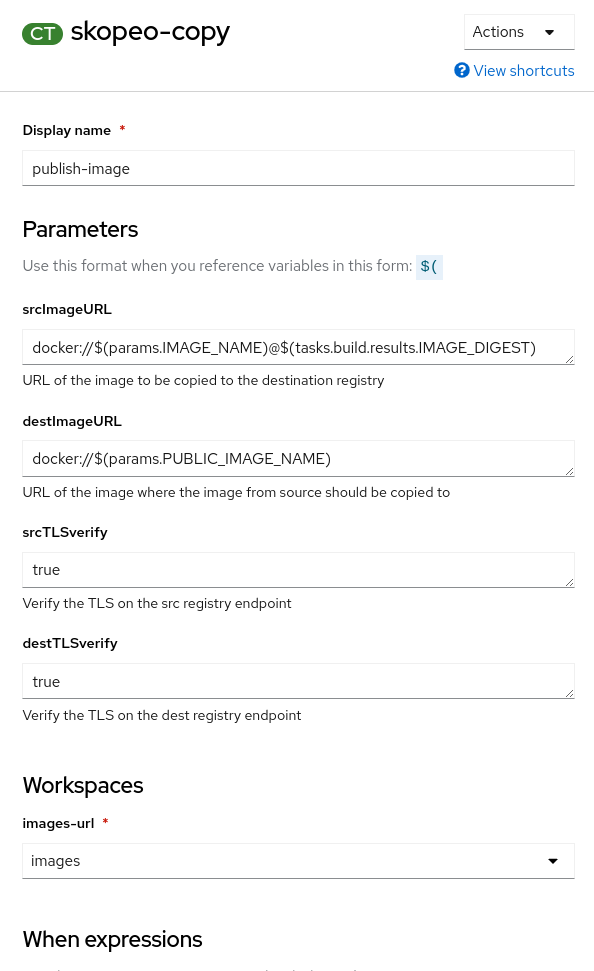 CT skopeo-copy
Actions
View shortcuts
Display name *
publish-image
Parameters
Use this format when you reference variables in this form: $(
srcImageURL
docker://$(params.IMAGE_NAME)@$(tasks.build.results.IMAGE_DIGEST)
URL of the image to be copied to the destination registry
destImageURL
docker://$(params.PUBLIC_IMAGE_NAME)
URL of the image where the image from source should be copied to
srcTLSverify
true
Verify the TLS on the src registry endpoint
destTLSverify
true
Verify the TLS on the dest registry endpoint
Workspaces
images-url *
images
When expressions